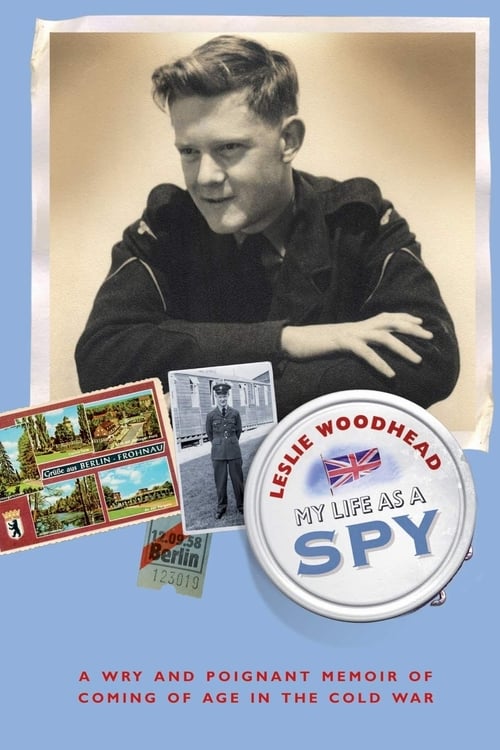 Grüße aus BERLIN - FROHNAU
12.09.58
Berlin
123019
LESLIE WOODHEAD
MY LIFE AS A
SPY
A WRY AND POIGNANT MEMOIR OF
COMING OF AGE IN THE COLD WAR